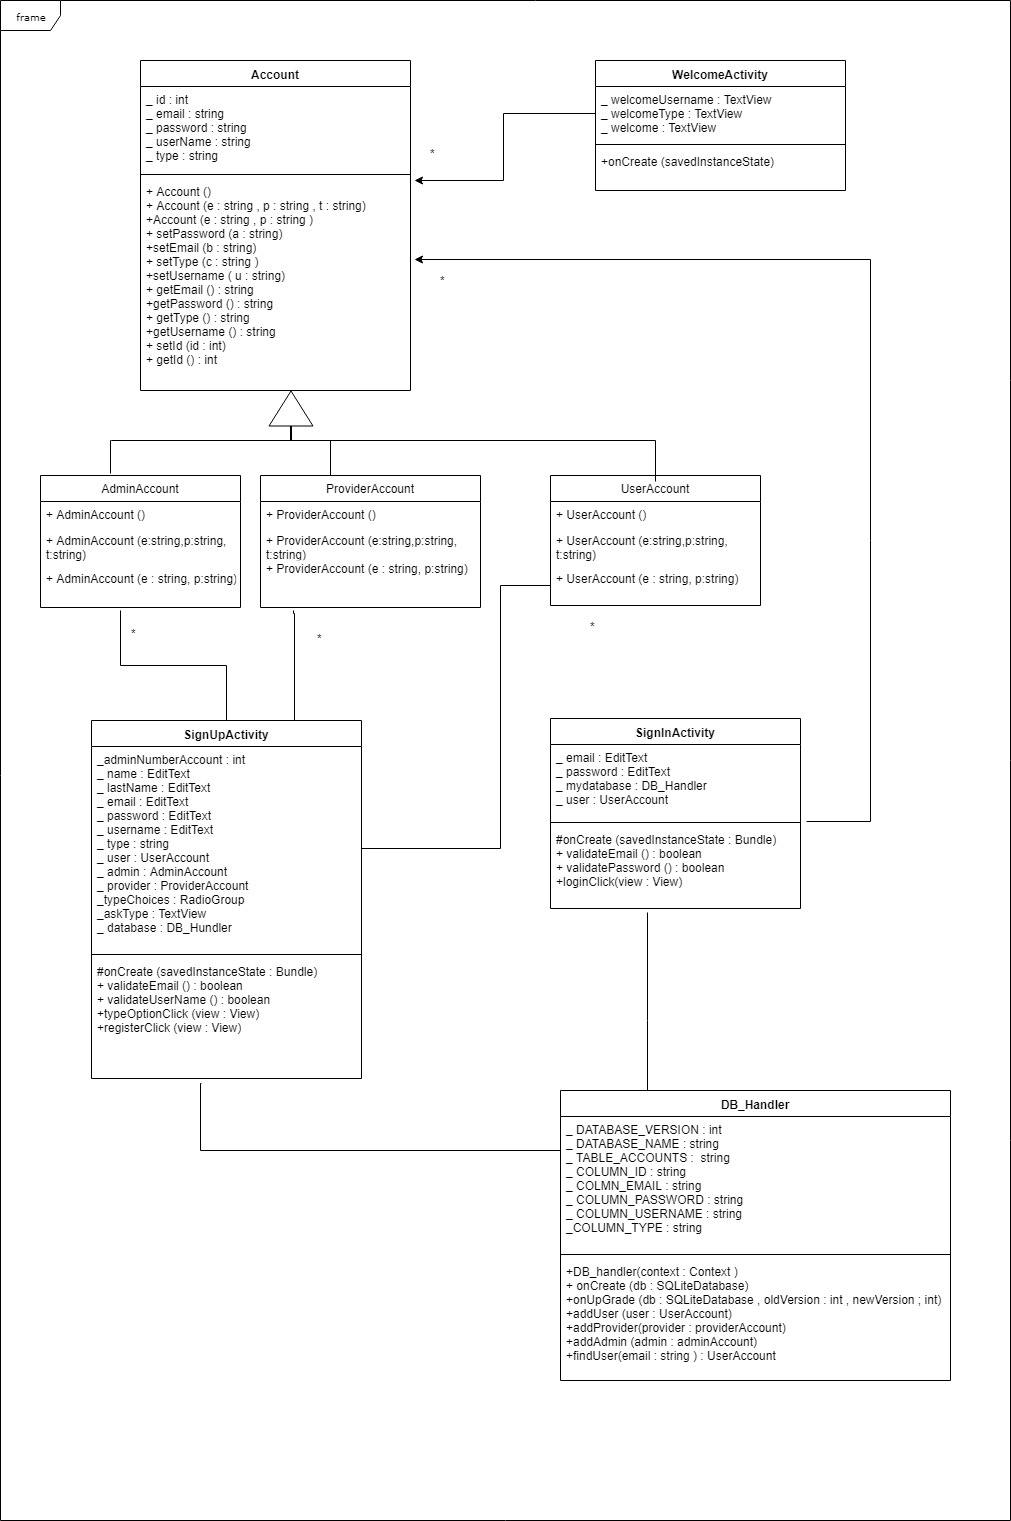 frame
Account
_ id : int
_ email : string
_ password : string
_ userName : string
_ type : string
+ Account ()
+ Account (e : string , p : string , t : string)
+Account (e : string , p : string )
+ setPassword (a : string)
+setEmail (b : string)
+ setType (c : string )
+setUsername ( u : string)
+ getEmail () : string
+getPassword () : string
+ getType () : string
+getUsername () : string
+ setId (id : int)
+ getId () : int
WelcomeActivity
_ welcomeUsername : TextView
_ welcomeType : TextView
_ welcome : TextView
+onCreate (savedInstanceState)
*
*
AdminAccount
+ AdminAccount ()
+ AdminAccount (e:string,p:string,
t:string)
+ AdminAccount (e : string, p:string)
ProviderAccount
+ ProviderAccount ()
+ ProviderAccount (e:string,p:string,
t:string)
+ ProviderAccount (e : string, p:string)
UserAccount
+ UserAccount ()
+ UserAccount (e:string,p:string,
t:string)
+ UserAccount (e : string, p:string)
*
*
*
SignUpActivity
_adminNumberAccount : int
_ name : EditText
_ lastName : EditText
_ email : EditText
_ password : EditText
_ username : EditText
_ type : string
_ user : UserAccount
_ admin : AdminAccount
_ provider : ProviderAccount
_typeChoices : RadioGroup
_askType : TextView
_ database : DB_Hundler
#onCreate (savedInstanceState : Bundle)
+ validateEmail () : boolean
+ validateUserName () : boolean
+typeOptionClick (view : View)
+registerClick (view : View)
SignInActivity
_ email : EditText
_ password : EditText
_ mydatabase : DB_Handler
_ user : UserAccount
#onCreate (savedInstanceState : Bundle)
+ validateEmail () : boolean
+ validatePassword () : boolean
+loginClick(view : View)
DB_Handler
_ DATABASE_VERSION : int
_ DATABASE_NAME : string
_ TABLE_ACCOUNTS :  string
_ COLUMN_ID : string
_ COLMN_EMAIL : string
_ COLUMN_PASSWORD : string
_ COLUMN_USERNAME : string
_COLUMN_TYPE : string
+DB_handler(context : Context )
+ onCreate (db : SQLiteDatabase)
+onUpGrade (db : SQLiteDatabase , oldVersion : int , newVersion ; int)
+addUser (user : UserAccount)
+addProvider(provider : providerAccount)
+addAdmin (admin : adminAccount)
+findUser(email : string ) : UserAccount